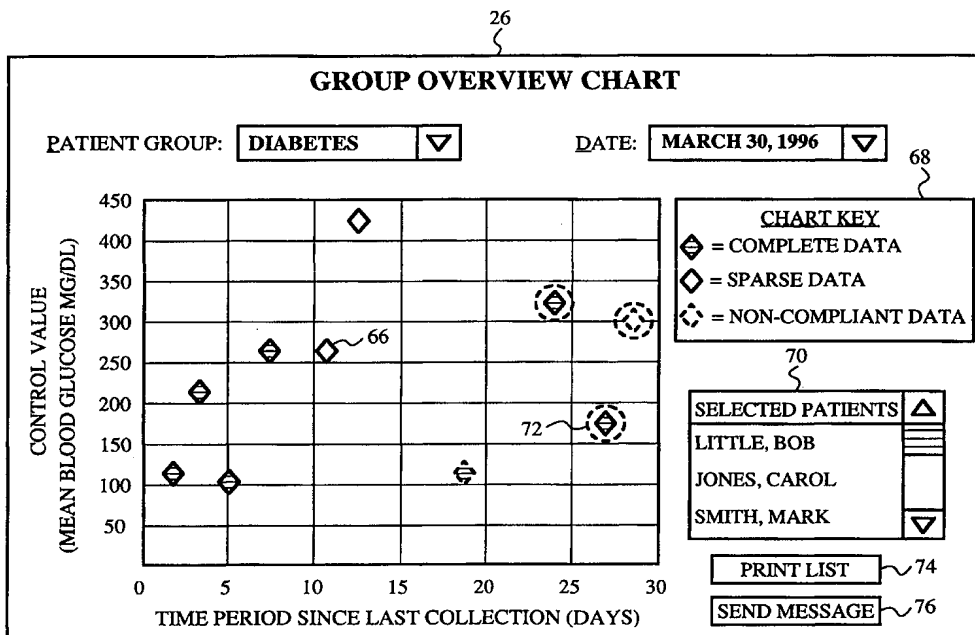 26
GROUP OVERVIEW CHART
PATIENT GROUP: DIABETES
DATE: MARCH 30, 1996
68
CHART KEY
= COMPLETE DATA
= SPARSE DATA
= NON-COMPLIANT DATA
CONTROL VALUE
(MEAN BLOOD GLUCOSE MG/DL)
450
400
350
300
250
200
150
100
50
66
72
0 5 10 15 20 25 30
TIME PERIOD SINCE LAST COLLECTION (DAYS)
70
SELECTED PATIENTS
LITTLE, BOB
JONES, CAROL
SMITH, MARK
PRINT LIST
74
SEND MESSAGE
76